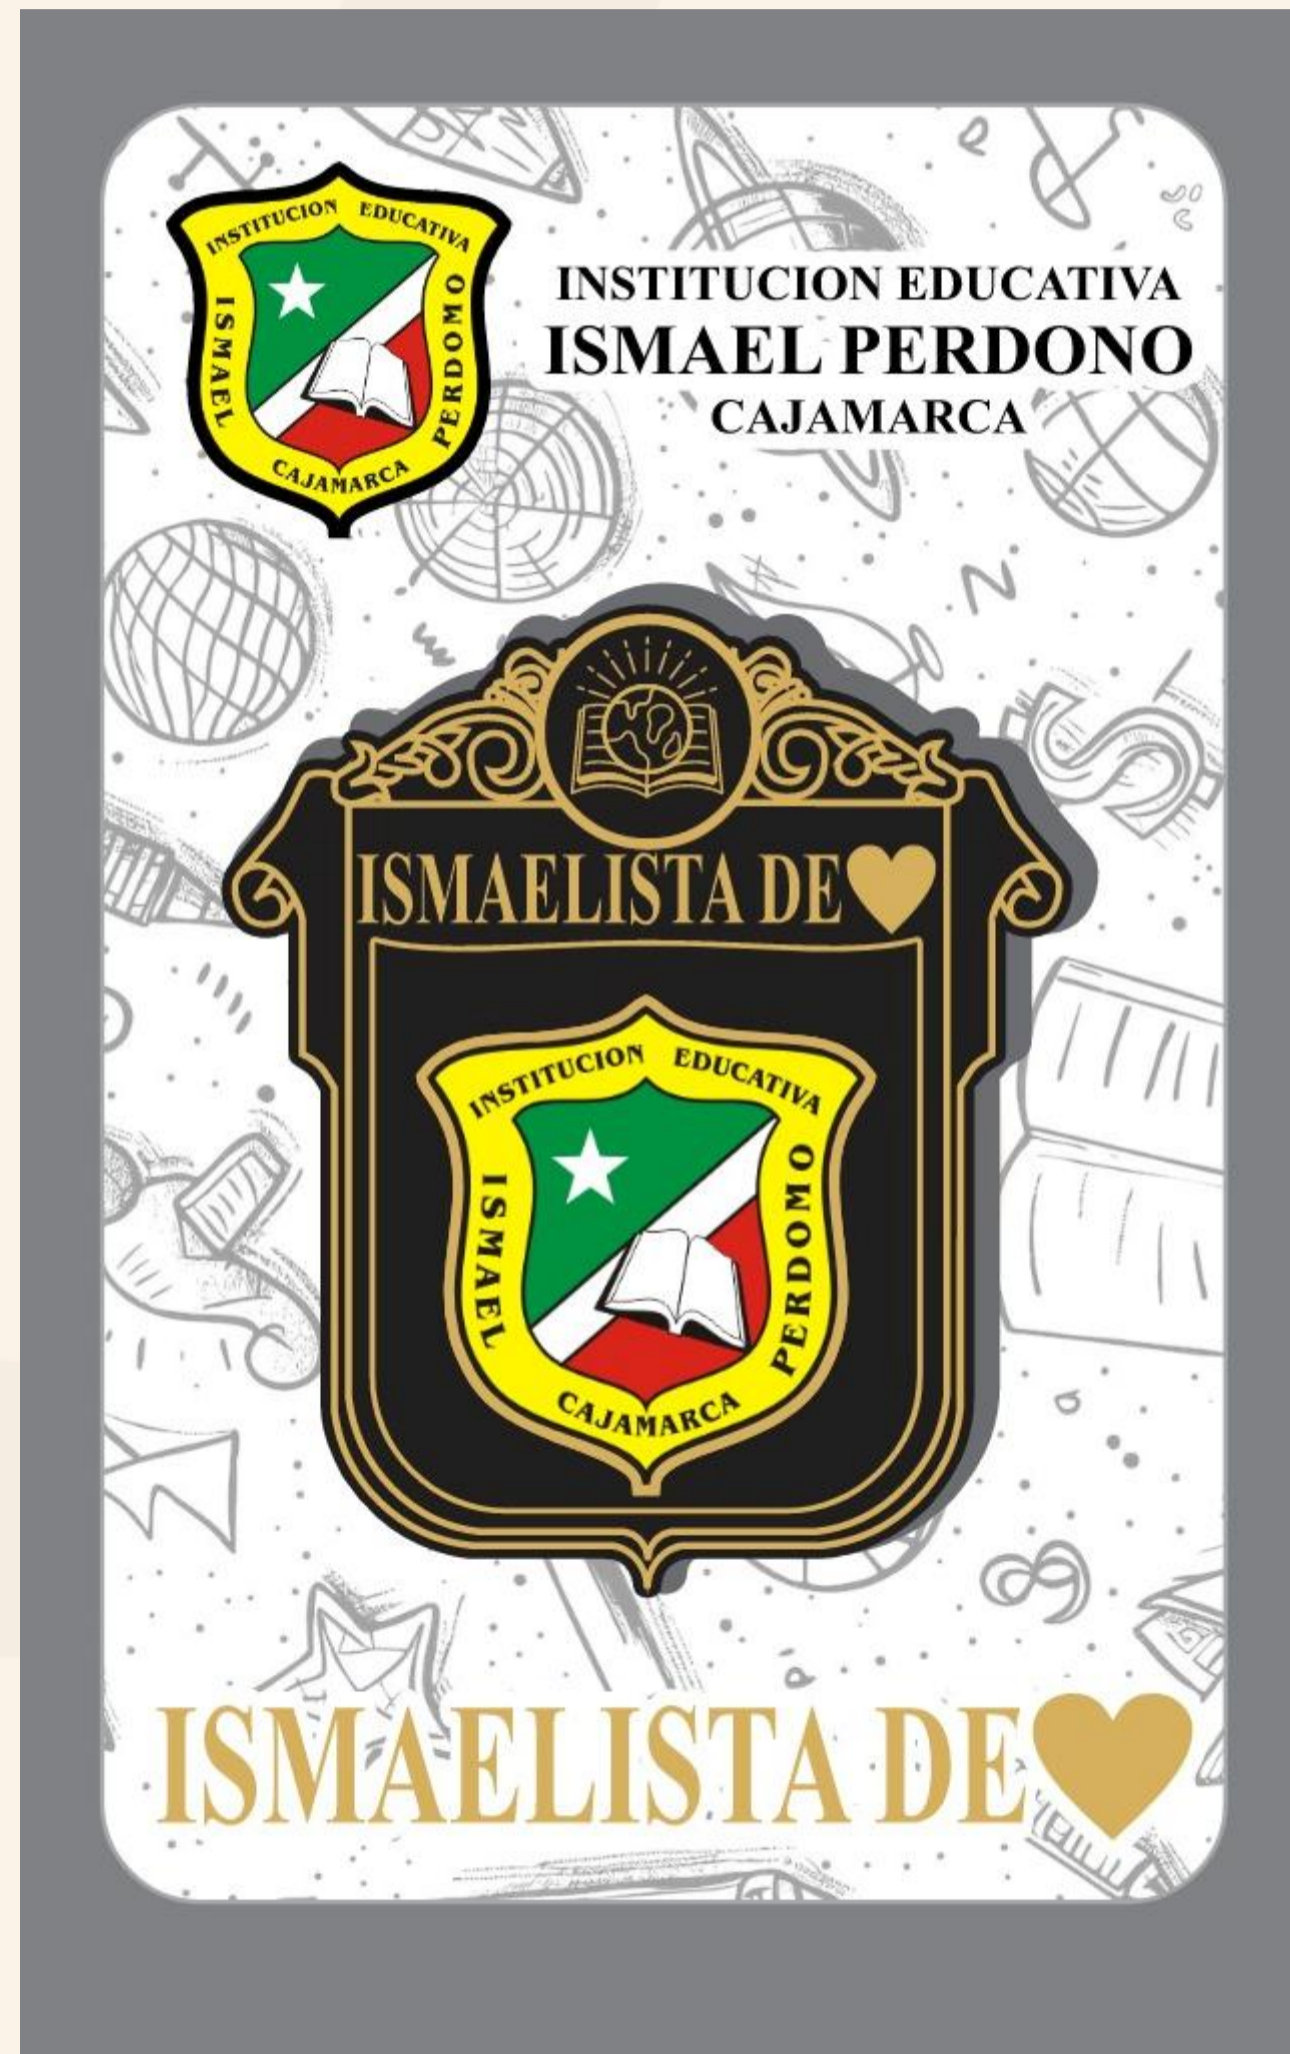 INSTITUCION EDUCATIVA
ISMAEL
PERDOMO
CAJAMARCA
INSTITUCION EDUCATIVA
ISMAEL PERDONO
CAJAMARCA
ISMAELISTA DE
INSTITUCION EDUCATIVA
ISMAEL
PERDOMO
CAJAMARCA
ISMAELISTA DE